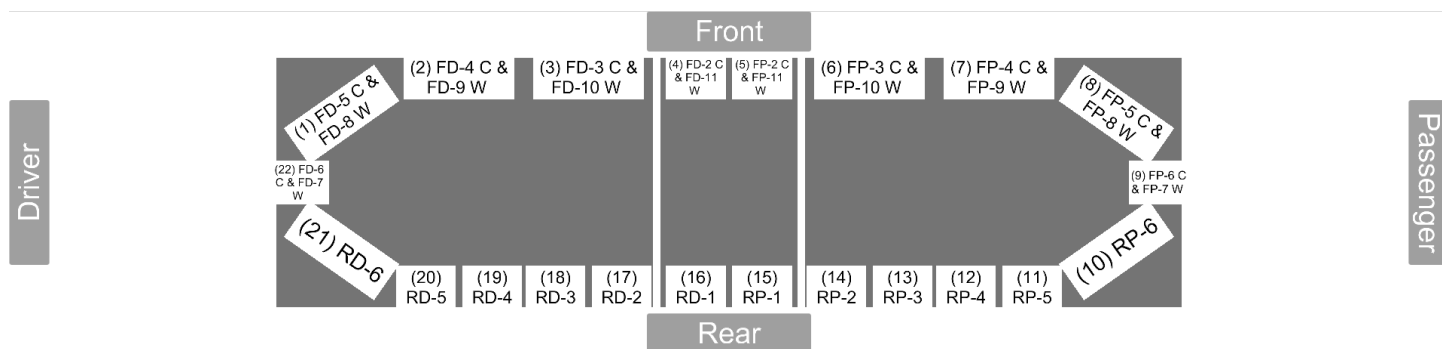 Front
(2) FD-4 C &
FD-9 W
(3) FD-3 C &
FD-10 W
(4) FD-2 C
& FD-11
W
(5) FP-2 C
& FP-11
W
(6) FP-3 C &
FP-10 W
(7) FP-4 C &
FP-9 W
(1) FD-5 C &
FD-8 W
(8) FP-5 C &
FP-8 W
Driver
(22) FD-6
C & FD-7
W
(9) FP-6 C
& FP-7 W
Passenger
(21) RD-6
(10) RP-6
(20)
RD-5
(19)
RD-4
(18)
RD-3
(17)
RD-2
(16)
RD-1
(15)
RP-1
(14)
RP-2
(13)
RP-3
(12)
RP-4
(11)
RP-5
Rear